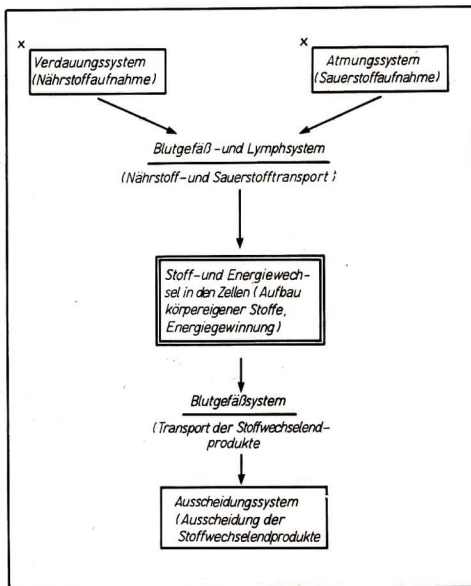 x
Verdauungssystem
(Nährstoffaufnahme)
x
Atmungssystem
(Sauerstoffaufnahme)
Blutgefäß-und Lymphsystem
(Nährstoff-und Sauerstofftransport)
Stoff-und Energiewech-
sel in den Zellen (Aufbau
körpereigener Stoffe,
Energiegewinnung)
Blutgefäßsystem
(Transport der Stoffwechselend-
produkte
Ausscheidungssystem
(Ausscheidung der
Stoffwechselendprodukte